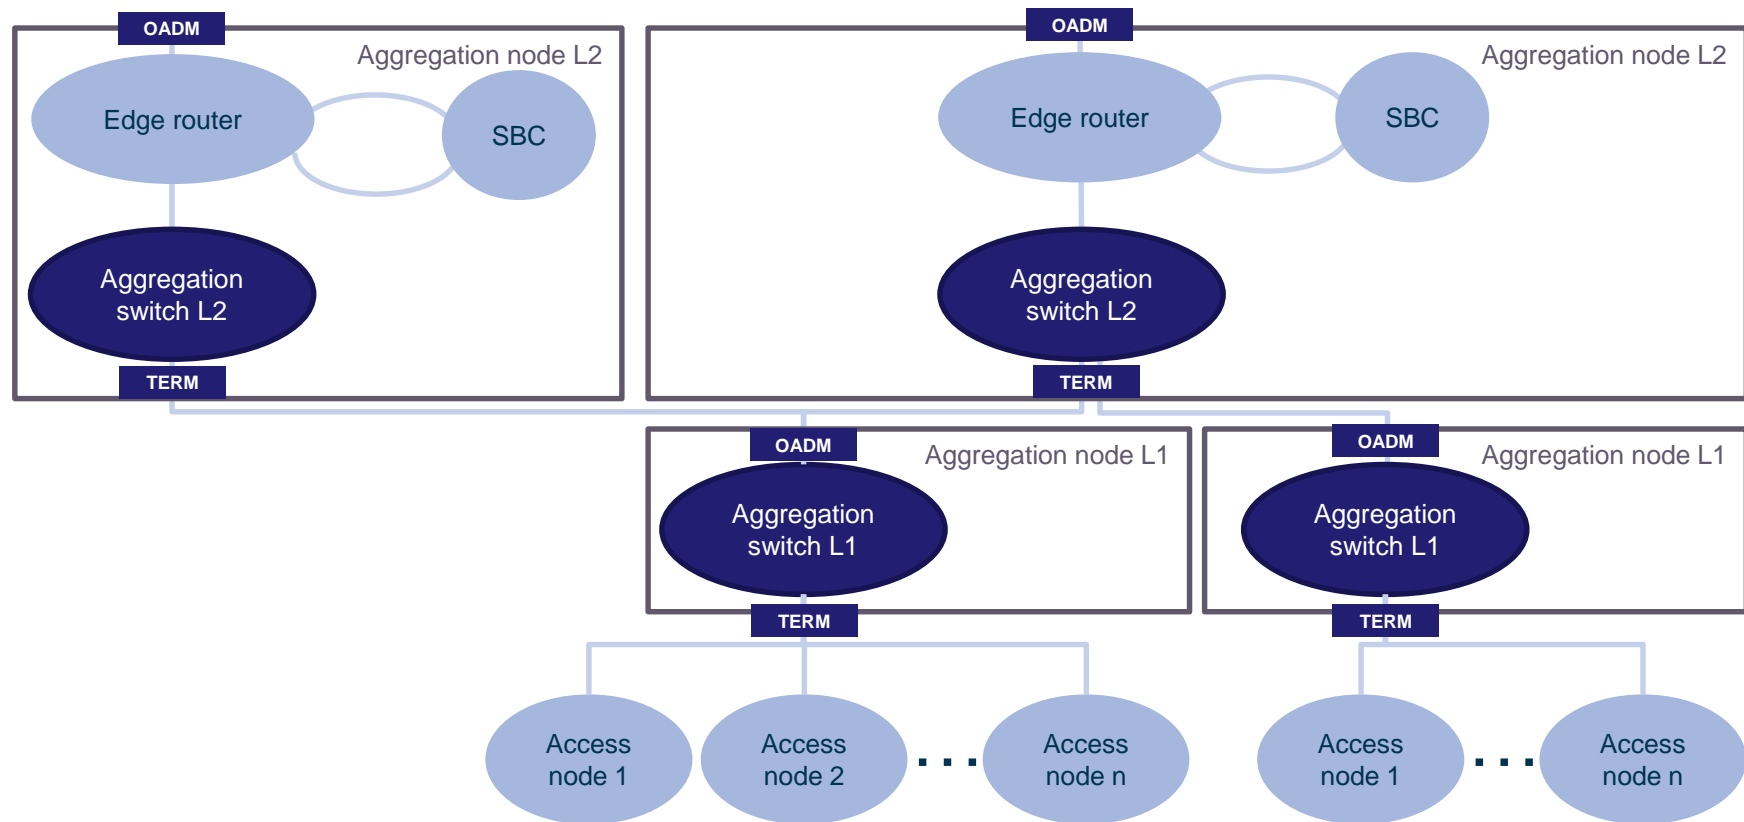 OADM
Aggregation node L2
Edge router
SBC
Aggregation
switch L2
TERM
OADM
Aggregation node L2
Edge router
SBC
Aggregation
switch L2
TERM
OADM
Aggregation node L1
Aggregation
switch L1
TERM
OADM
Aggregation node L1
Aggregation
switch L1
TERM
Access
node 1
Access
node 2
. . .
Access
node n
Access
node 1
. . .
Access
node n